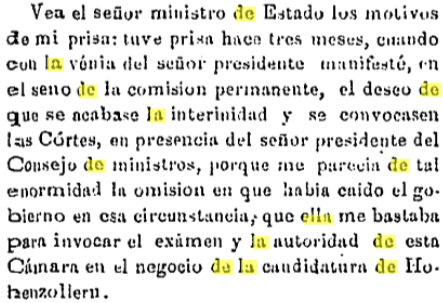 Vea el señor ministro de Estado los motivos
de mi prisa: tuve prisa hace tres meses, cuando
con la vénia del señor presidente manifesté, en
el seno de la comision permanente, el deseo de
que se acabase la interinidad y se convocasen
las Córtes, en presencia del señor presidente del
Consejo de ministros, porque me parecia de tal
enormidad la omision en que habia caido el go-
bierno en esa circunstancia, que ella me bastaba
para invocar el exámen y la autoridad de esta
Cámara en el negocio de la candidatura de Ho-
henzollern.